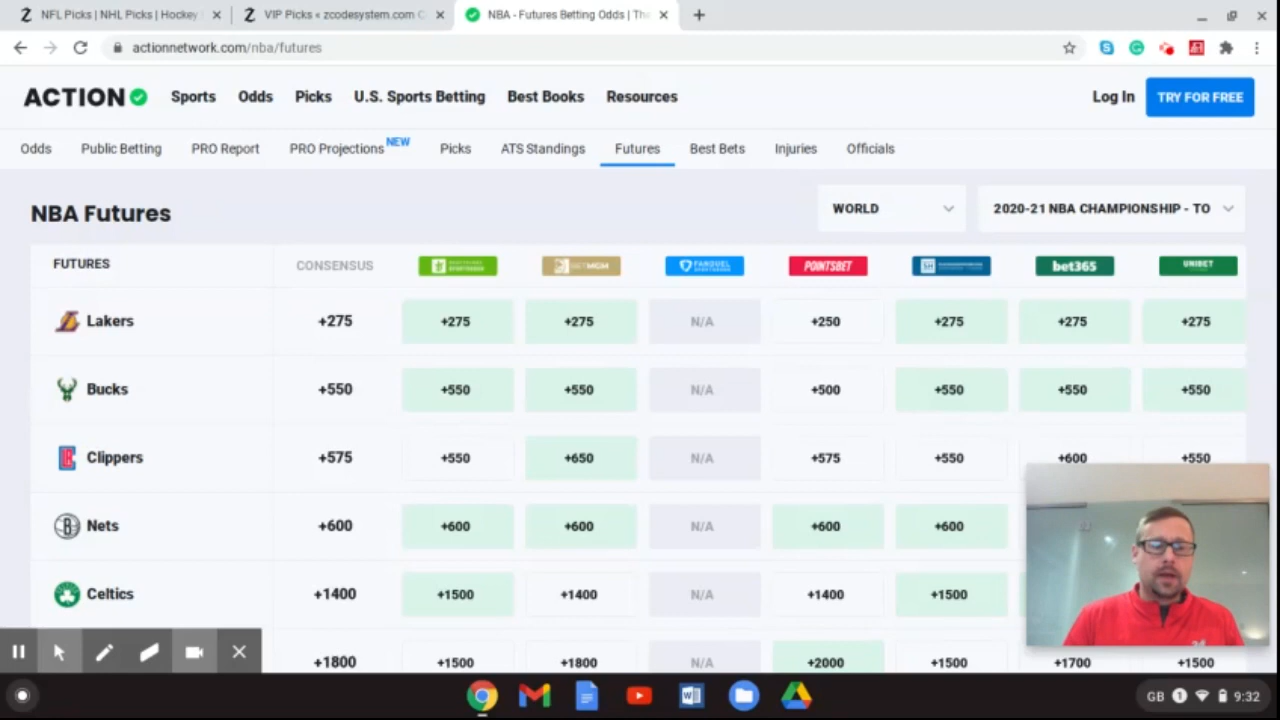 NFL Picks | NHL Picks | Hockey
VIP Picks « zcodesystem.com
NBA - Futures Betting Odds | The
actionnetwork.com/nba/futures
ACTION Sports Odds Picks U.S. Sports Betting Best Books Resources Log In TRY FOR FREE
Odds Public Betting PRO Report PRO Projections NEW Picks ATS Standings Futures Best Bets Injuries Officials
NBA Futures WORLD 2020-21 NBA CHAMPIONSHIP - TO
FUTURES CONSENSUS BETMGM FANDUEL POINTSBET SH bet365 UNIBET
Lakers +275 +275 +275 N/A +250 +275 +275 +275
Bucks +550 +550 +550 N/A +500 +550 +550 +550
Clippers +575 +550 +650 N/A +575 +550 +600 +550
Nets +600 +600 +600 N/A +600 +600
Celtics +1400 +1500 +1400 N/A +1400 +1500
+1800 +1500 +1800 N/A +2000 +1500 +1700 +1500
GB 1 9:32